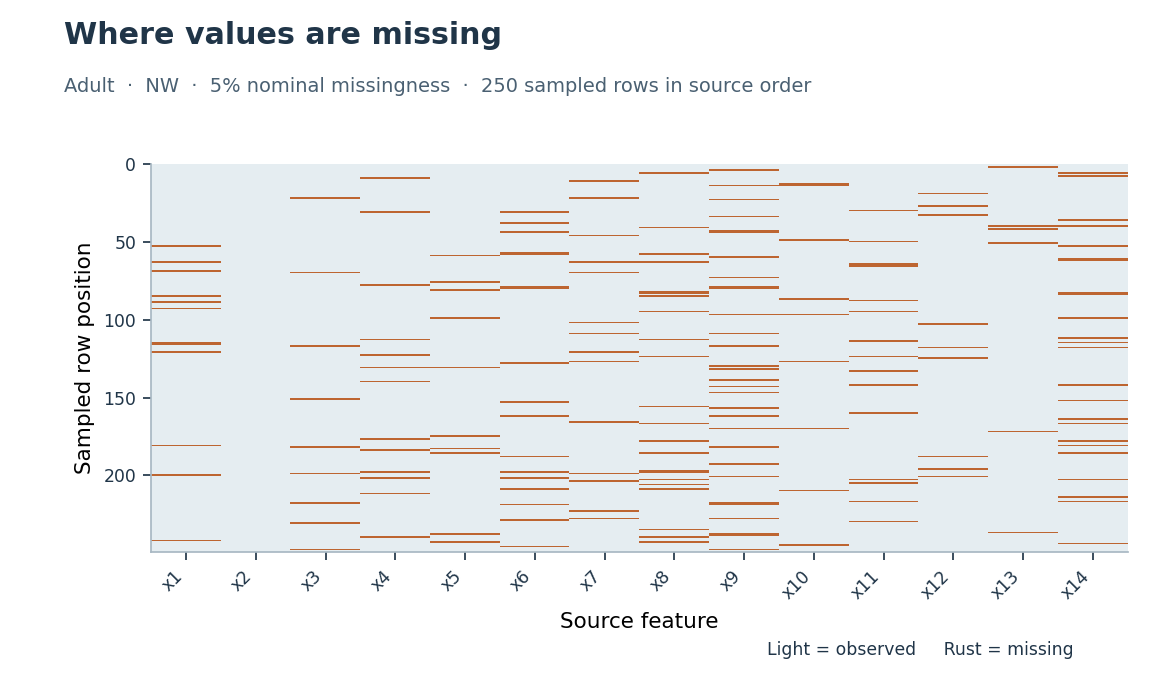 Where values are missing
Adult · NW · 5% nominal missingness · 250 sampled rows in source order
Sampled row position
0
50
100
150
200
x1 x2 x3 x4 x5 x6 x7 x8 x9 x10 x11 x12 x13 x14
Source feature
Light = observed Rust = missing